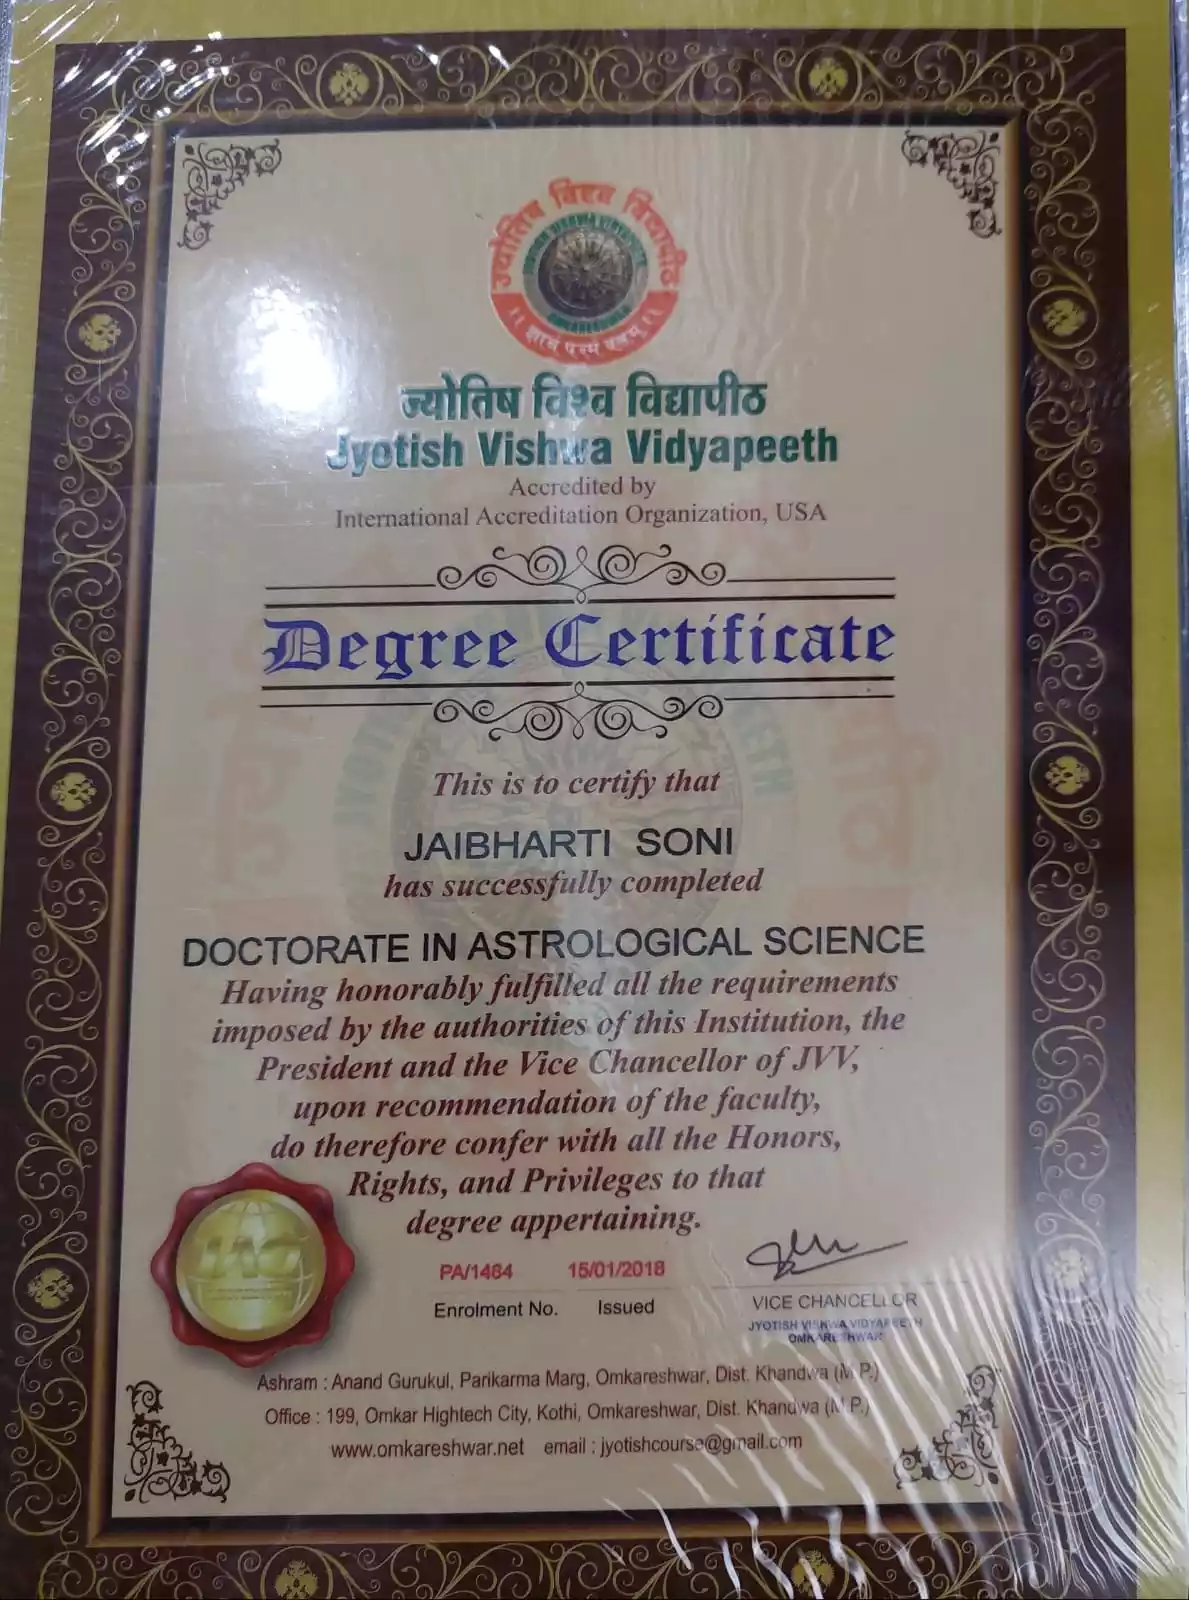 ज्योतिष विश्व विद्यापीठ
ज्योतिष विश्व विद्यापीठ
Jyotish Vishwa Vidyapeeth
Accredited by
International Accreditation Organization, USA
Degree Certificate
This is to certify that
JAIBHARTI SONI
has successfully completed
DOCTORATE IN ASTROLOGICAL SCIENCE
Having honorably fulfilled all the requirements
imposed by the authorities of this Institution, the
President and the Vice Chancellor of JVV,
upon recommendation of the faculty,
do therefore confer with all the Honors,
Rights, and Privileges to that
degree appertaining.
PA/1484 15/01/2018
Enrolment No. Issued
VICE CHANCELLOR
JYOTISH VISHWA VIDYAPEETH
OMKARESHWAR
Ashram : Anand Gurukul, Parikarma Marg, Omkareshwar, Dist. Khandwa (M.P.)
Office : 199, Omkar Hightech City, Kothi, Omkareshwar, Dist. Khandwa (M.P.)
www.omkareshwar.net email : jyotishcourse@gmail.com